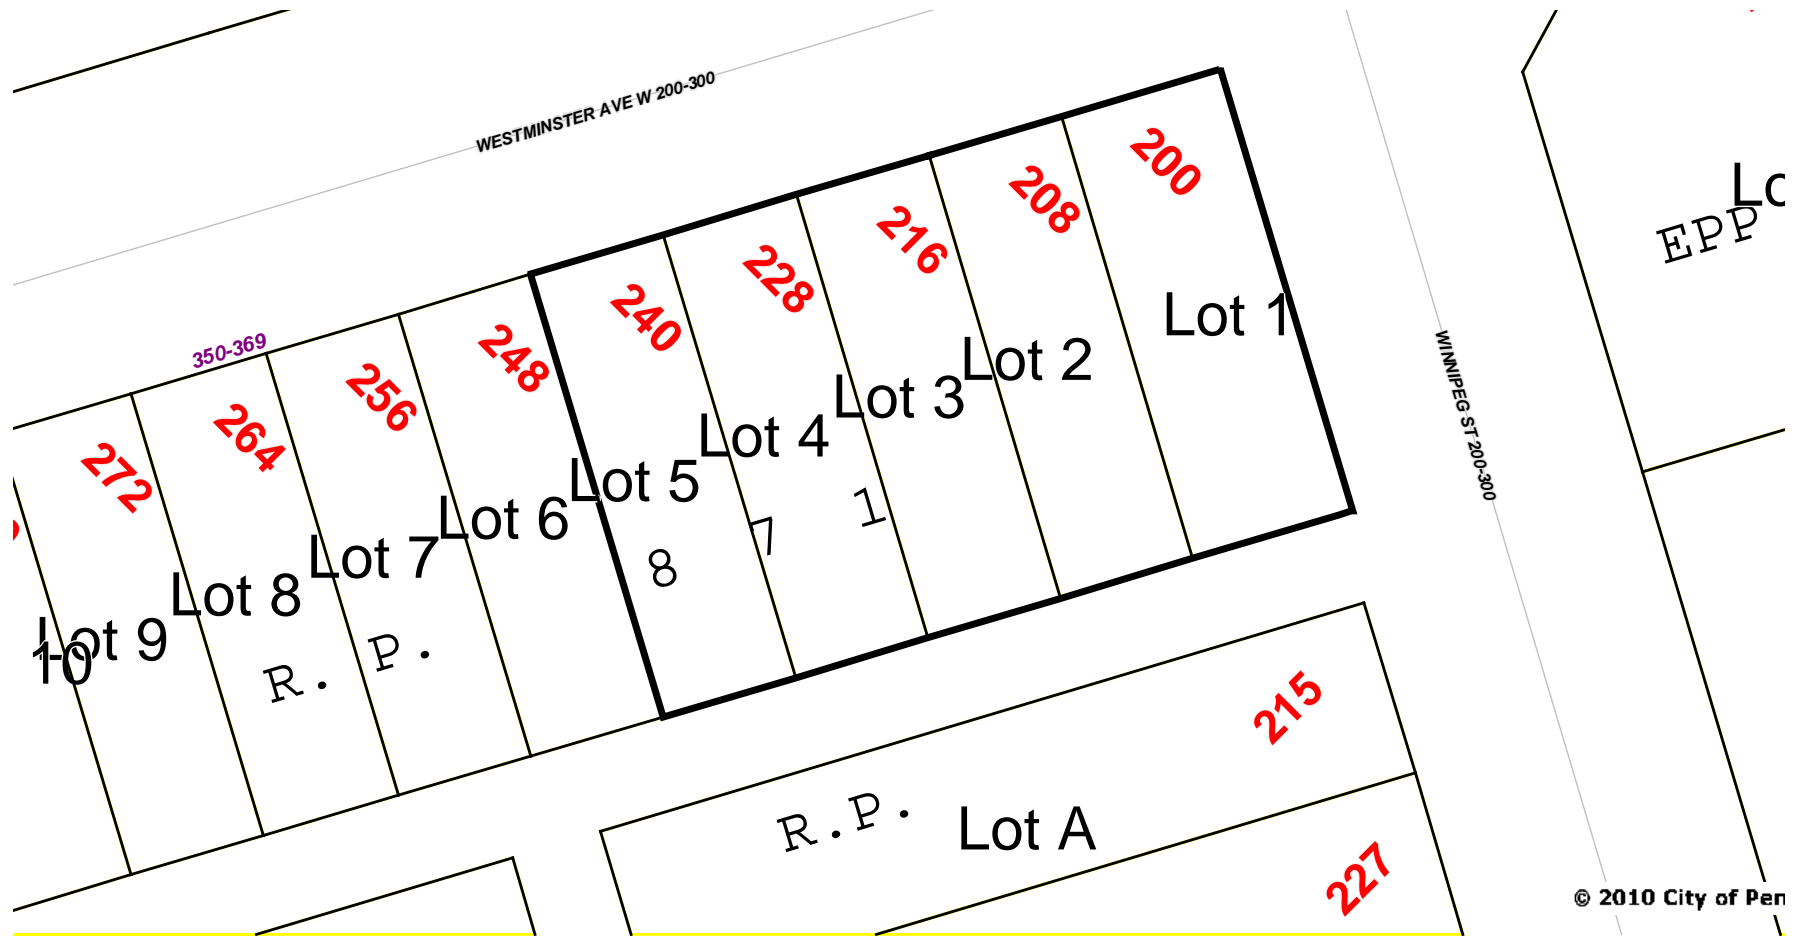 WESTMINSTER AVE W 200-300
350-369
200
208
216
228
240
248
256
264
272
Lot 1
Lot 2
Lot 3
Lot 4
Lot 5
Lot 6
Lot 7
Lot 8
Lot 9
10
R. P. 8 7 1
WINNIPEG ST 200-300
Lo
EPP
215
R.P.
Lot A
227
© 2010 City of Pen